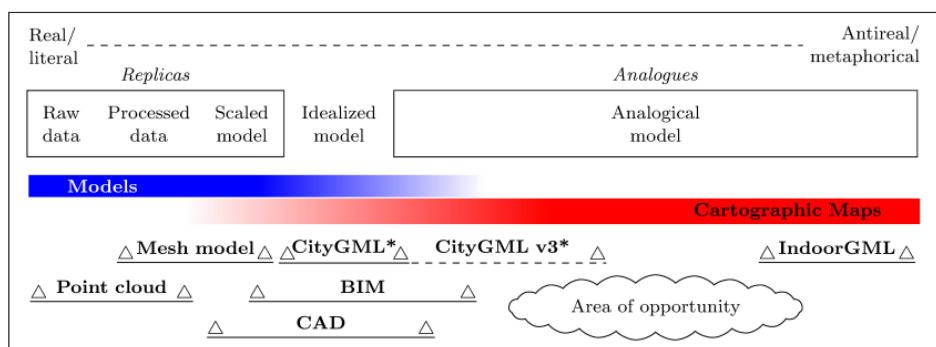 Real/
literal
Antireal/
metaphorical
Replicas
Analogues
Raw
data
Processed
data
Scaled
model
Idealized
model
Analogical
model
Models
Cartographic Maps
Mesh model
CityGML*
CityGML v3*
IndoorGML
Point cloud
BIM
Area of opportunity
CAD